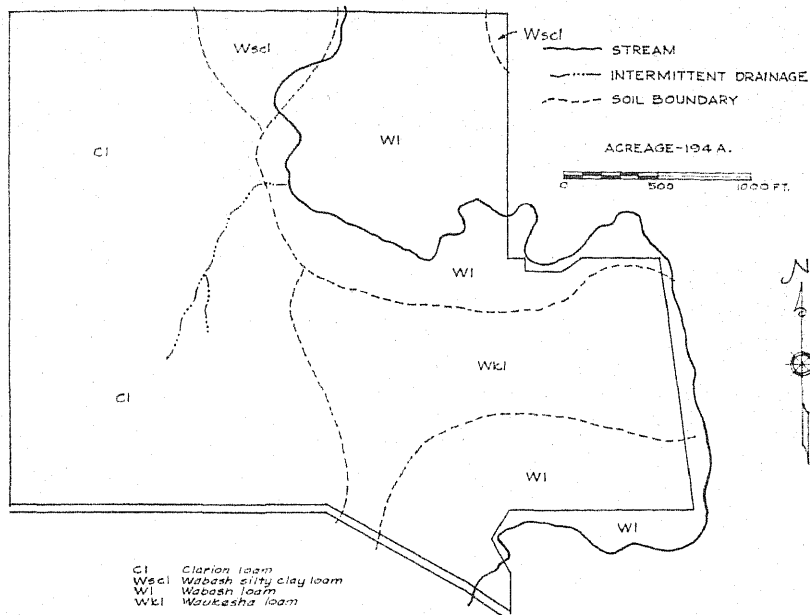 Wscl
Wscl
STREAM
INTERMITTENT DRAINAGE
SOIL BOUNDARY
Cl
Wl
ACREAGE-194 A.
0 500 1000 FT.
Wl
N
Wkl
Cl
Wl
Wl
Cl Clarion loam
Wscl Wabash silty clay loam
Wl Wabash loam
Wkl Waukesha loam